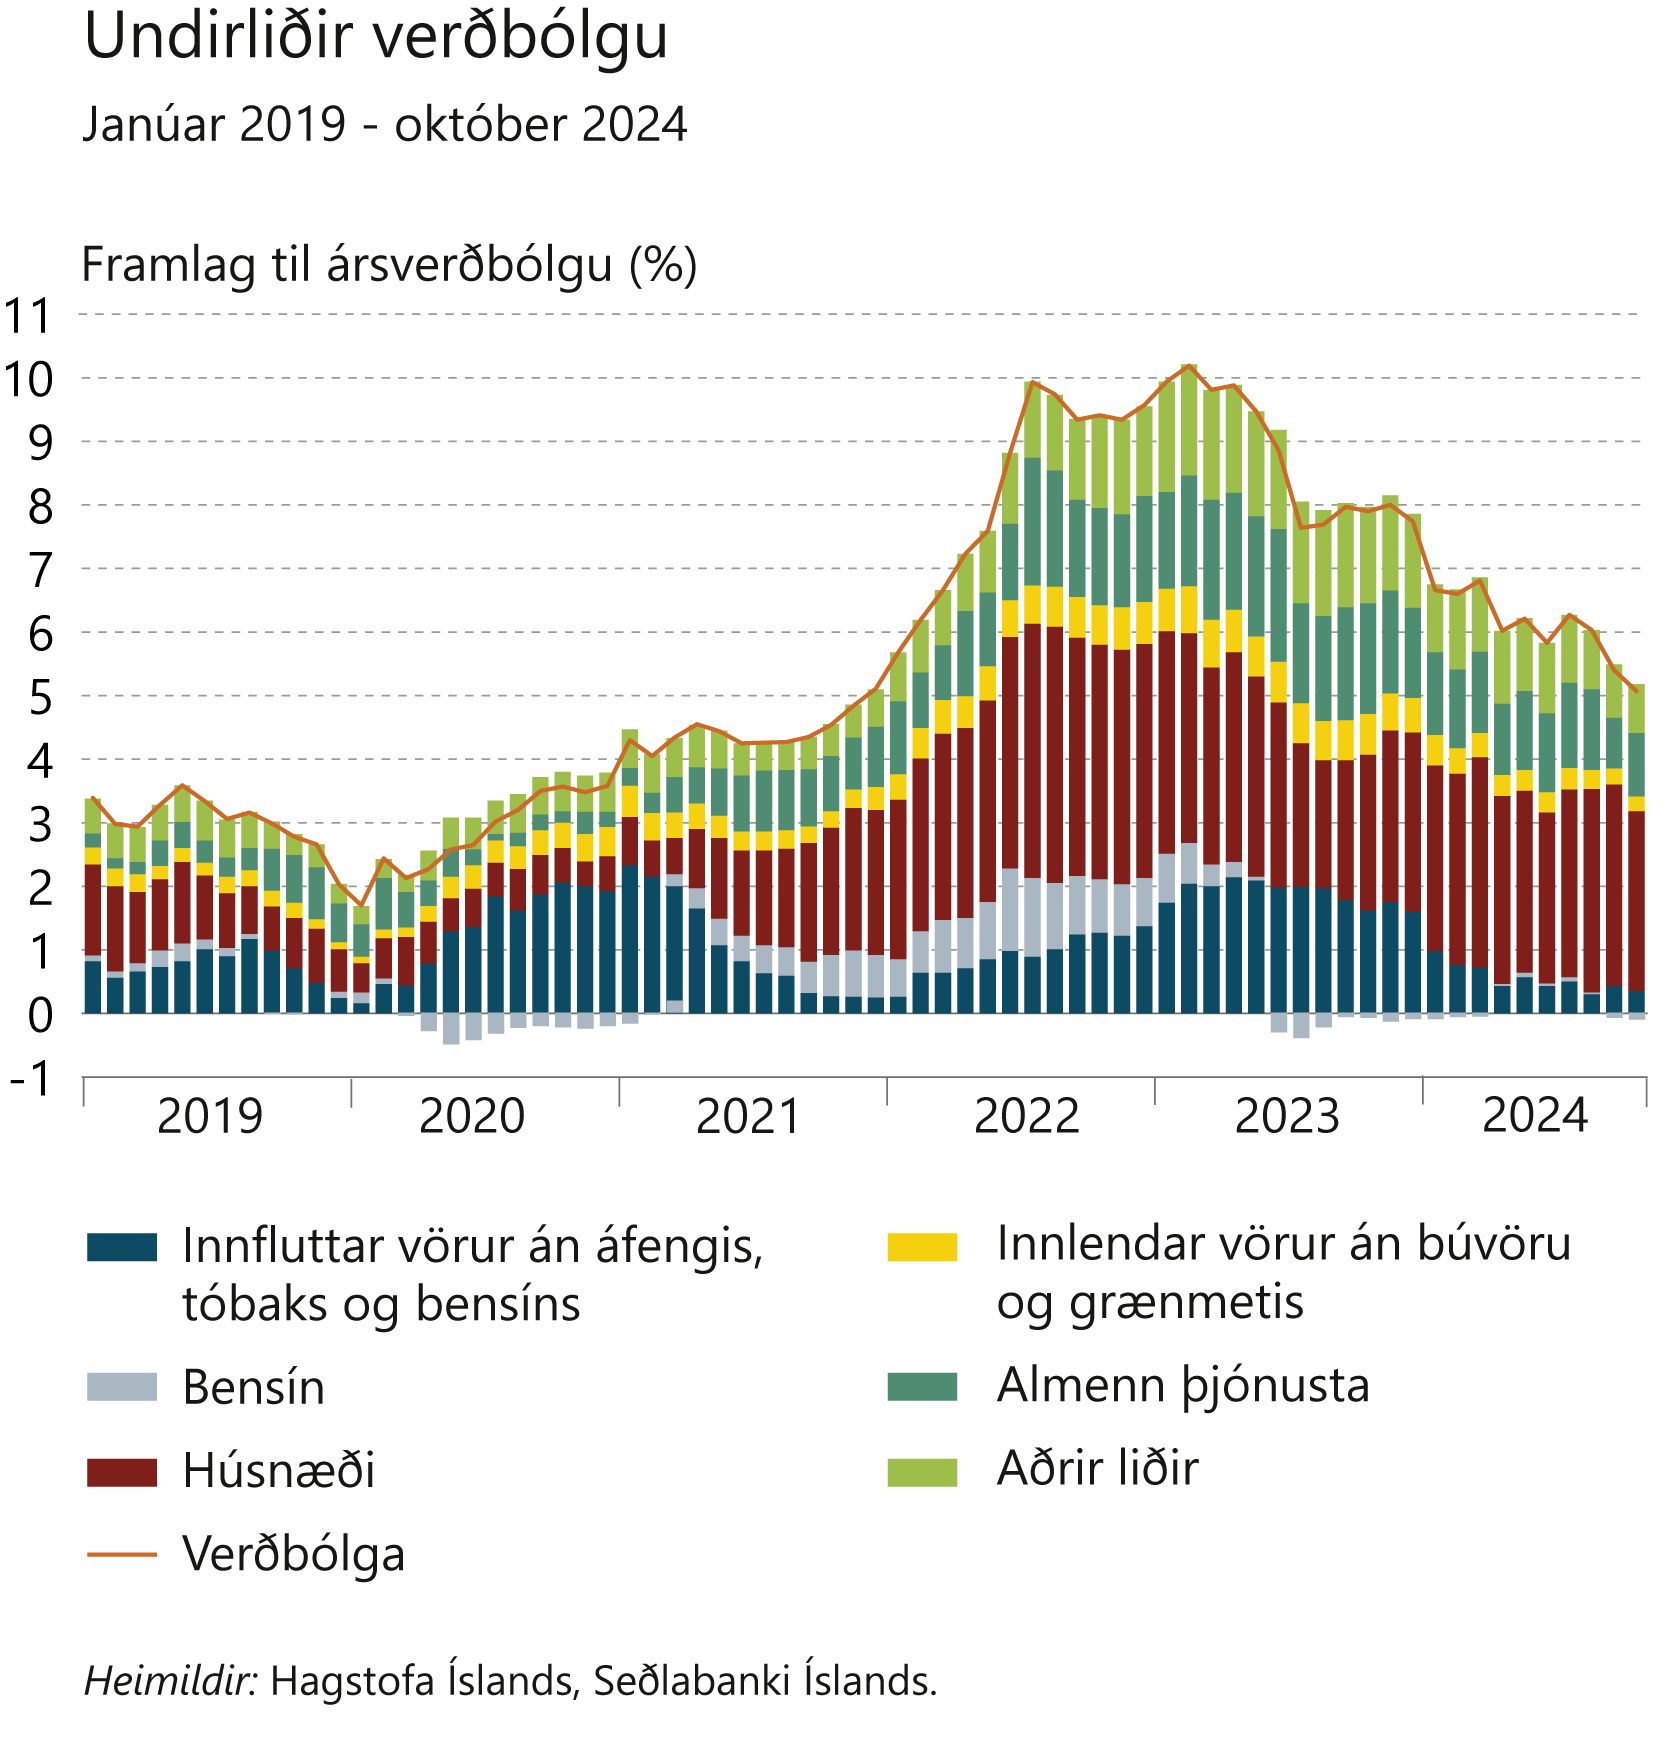 Undirliðir verðbólgu
Janúar 2019 - október 2024
Framlag til ársverðbólgu (%)
11
10
9
8
7
6
5
4
3
2
1
0
-1
2019 2020 2021 2022 2023 2024
Innfluttar vörur án áfengis,
tóbaks og bensíns
Bensín
Húsnæði
Verðbólga
Innlendar vörur án búvöru
og grænmetis
Almenn þjónusta
Aðrir liðir
Heimildir: Hagstofa Íslands, Seðlabanki Íslands.